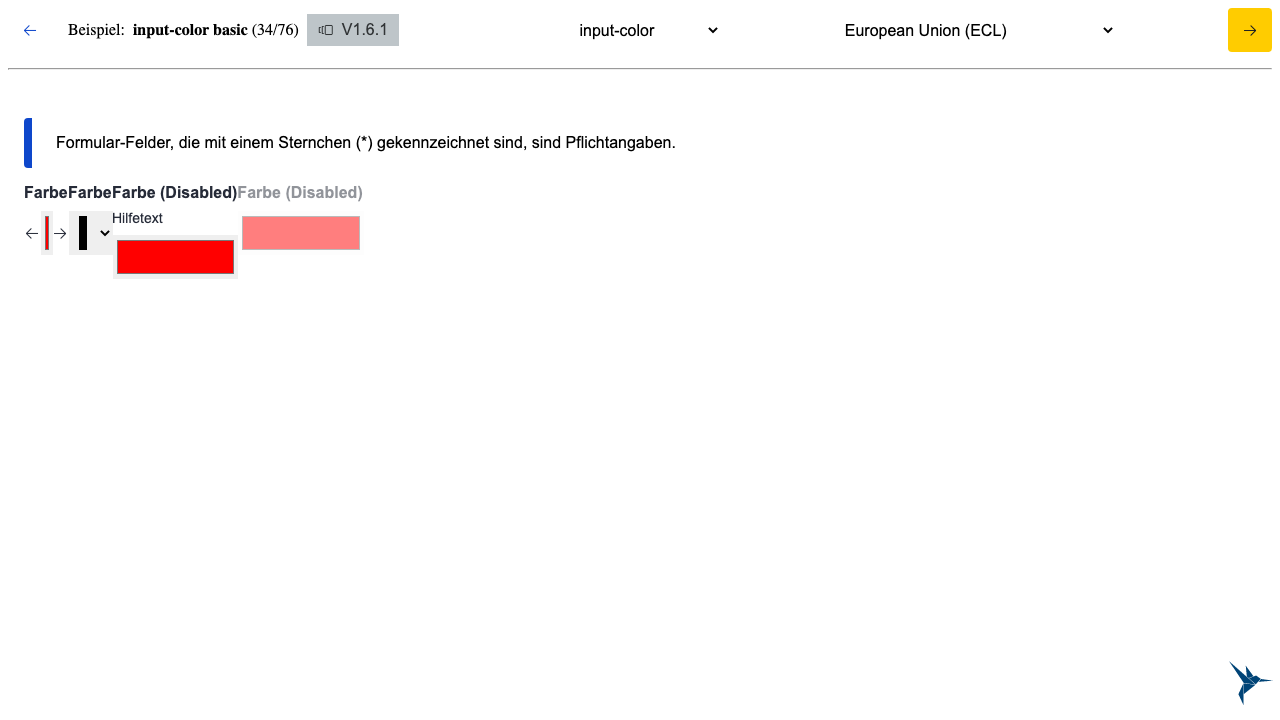 ← Beispiel: input-color basic (34/76) V1.6.1 input-color European Union (ECL) →
Formular-Felder, die mit einem Sternchen (*) gekennzeichnet sind, sind Pflichtangaben.
FarbeFarbeFarbe (Disabled)Farbe (Disabled)
Hilfetext
← →